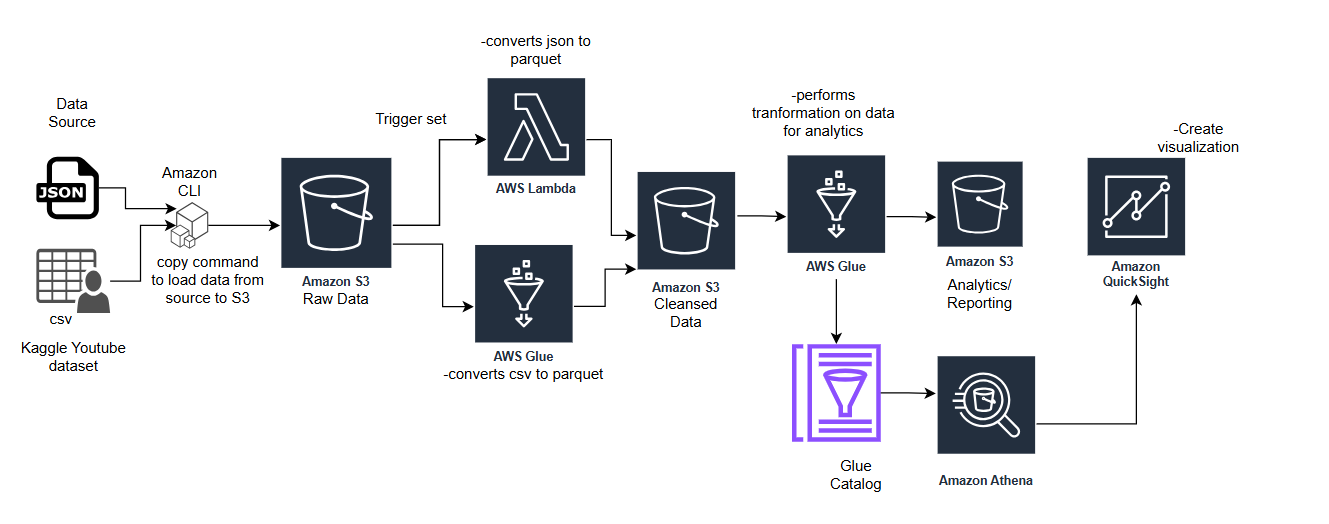 Data
Source
JSON
csv
Kaggle Youtube
dataset
Amazon
CLI
copy command
to load data from
source to S3
Amazon S3
Raw Data
Trigger set
-converts json to
parquet
AWS Lambda
AWS Glue
-converts csv to parquet
Amazon S3
Cleansed
Data
-performs
tranformation on data
for analytics
AWS Glue
Amazon S3
Analytics/
Reporting
Glue
Catalog
Amazon Athena
-Create
visualization
Amazon
QuickSight